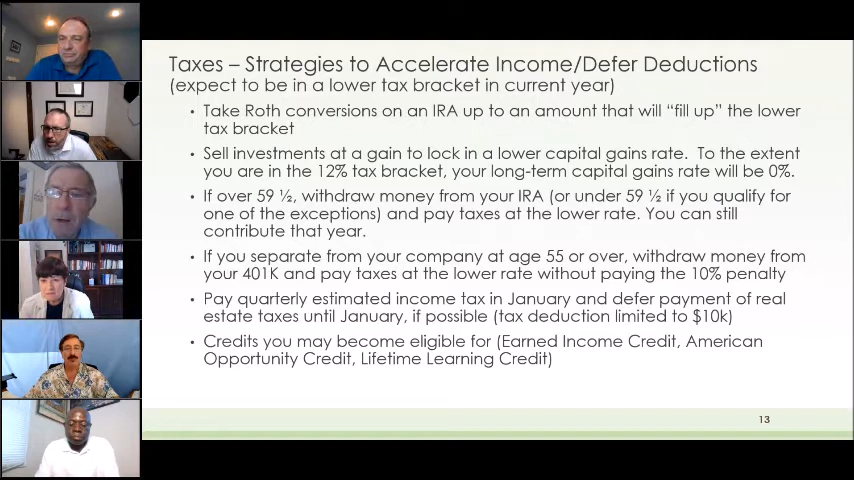 Taxes – Strategies to Accelerate Income/Defer Deductions
(expect to be in a lower tax bracket in current year)
• Take Roth conversions on an IRA up to an amount that will “fill up” the lower
tax bracket
• Sell investments at a gain to lock in a lower capital gains rate.  To the extent
you are in the 12% tax bracket, your long-term capital gains rate will be 0%.
• If over 59 ½, withdraw money from your IRA (or under 59 ½ if you qualify for
one of the exceptions) and pay taxes at the lower rate. You can still
contribute that year.
• If you separate from your company at age 55 or over, withdraw money from
your 401K and pay taxes at the lower rate without paying the 10% penalty
• Pay quarterly estimated income tax in January and defer payment of real
estate taxes until January, if possible (tax deduction limited to $10k)
• Credits you may become eligible for (Earned Income Credit, American
Opportunity Credit, Lifetime Learning Credit)
13